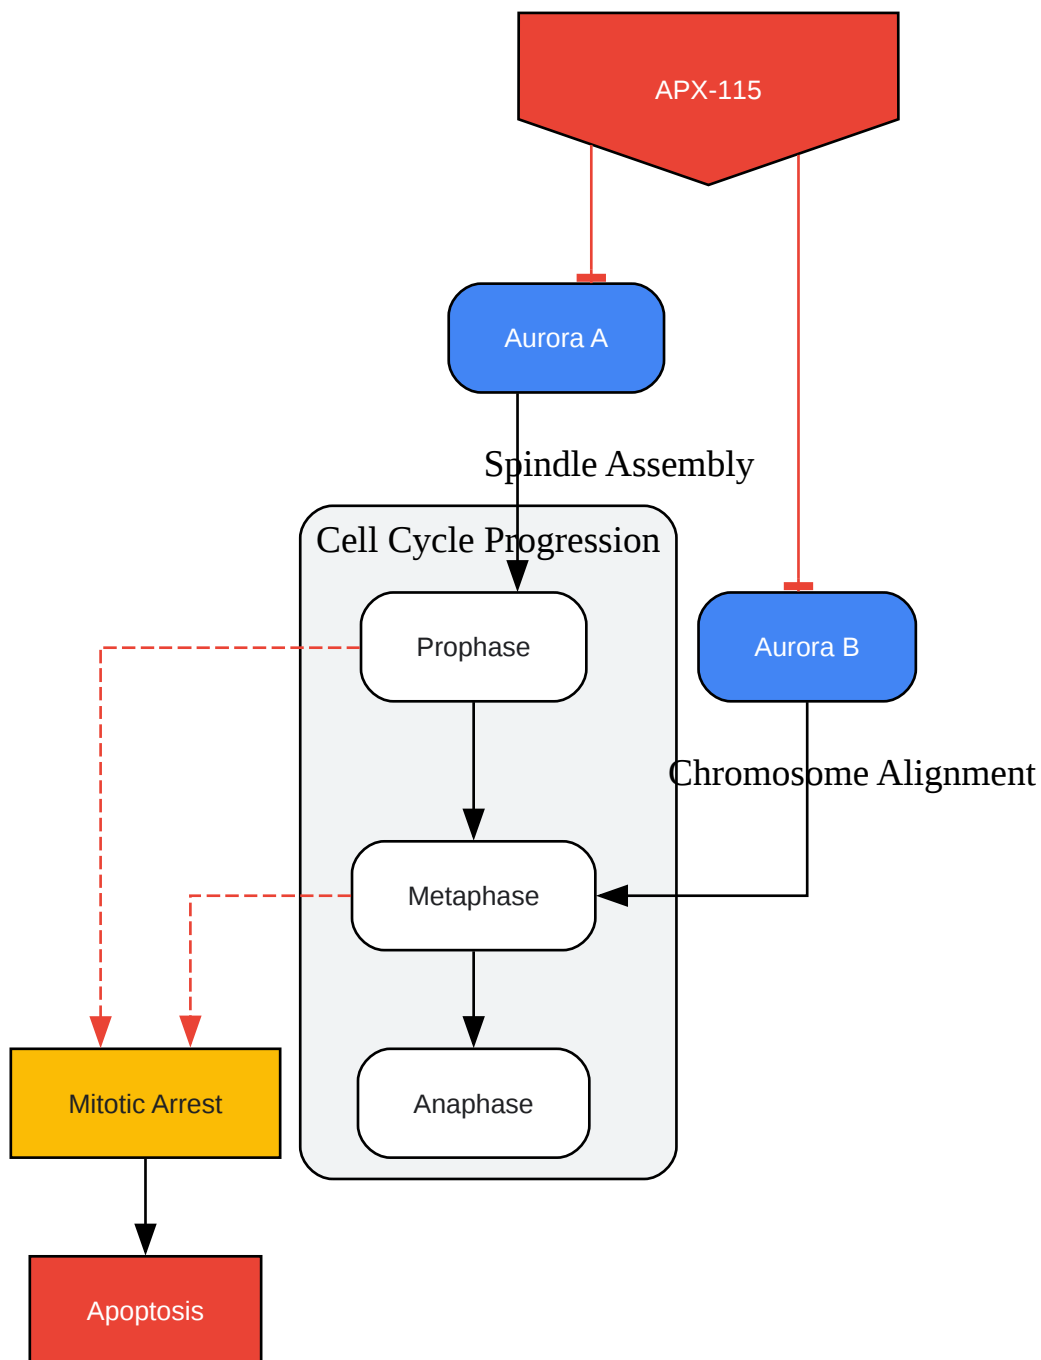 APX-115
Aurora A
Spindle Assembly
Cell Cycle Progression
Prophase
Aurora B
Chromosome Alignment
Metaphase
Mitotic Arrest
Anaphase
Apoptosis